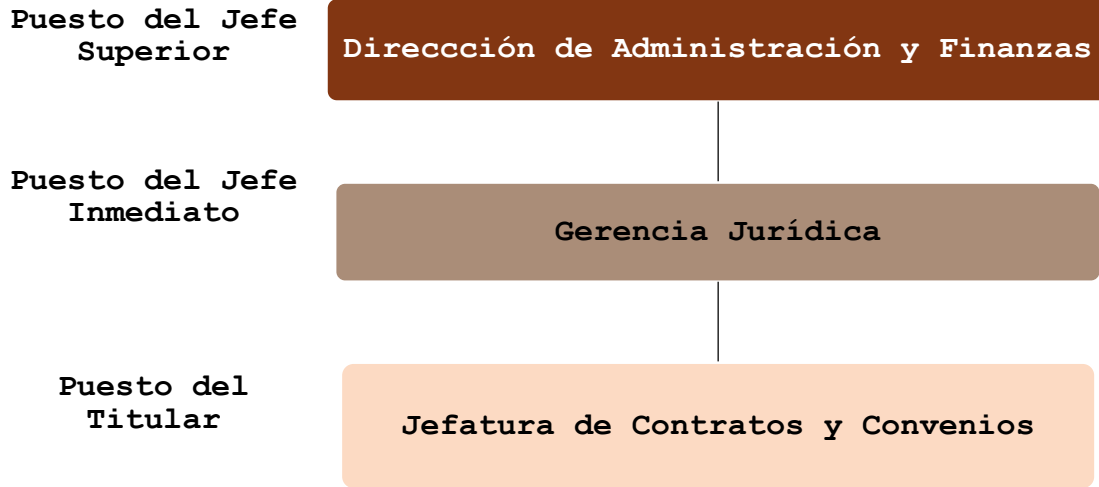 Puesto del Jefe
Superior
Direccción de Administración y Finanzas
Puesto del Jefe
Inmediato
Gerencia Jurídica
Puesto del
Titular
Jefatura de Contratos y Convenios